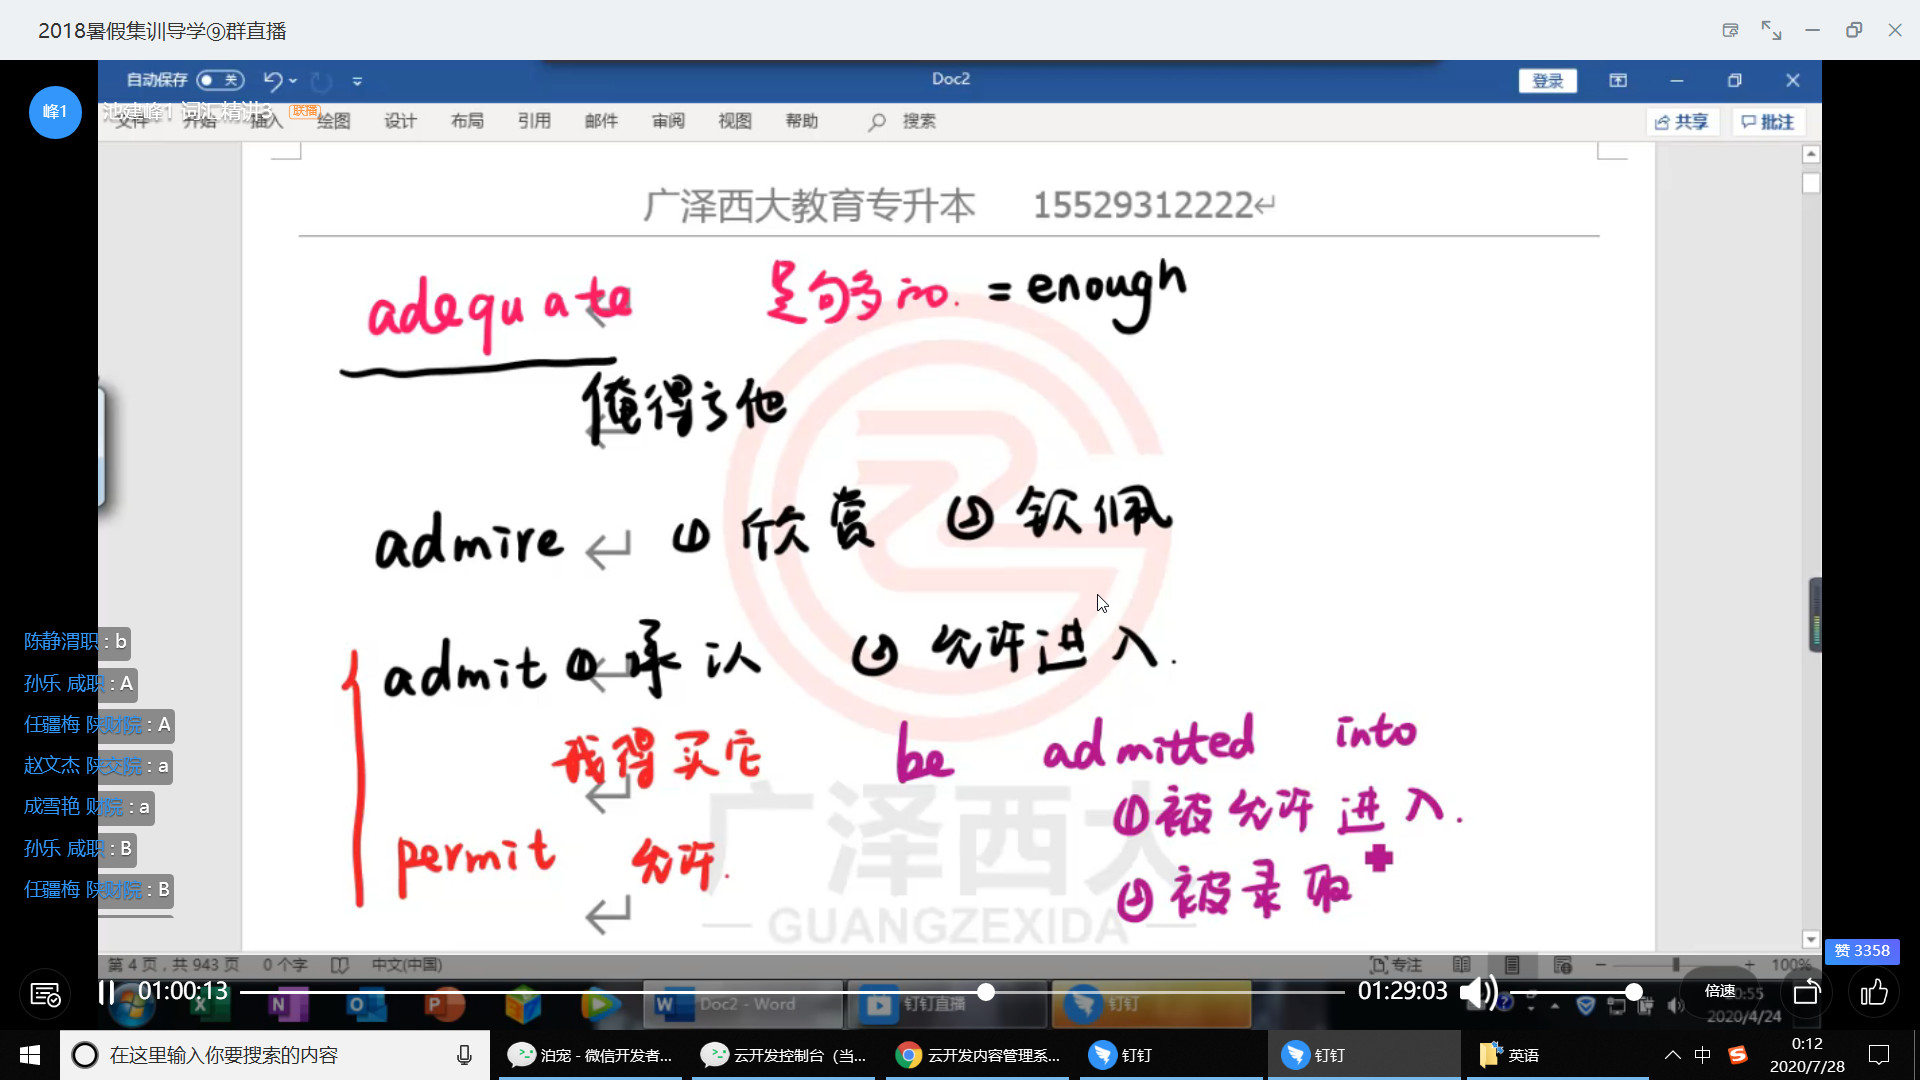 2018暑假集训导学⑨群直播
自动保存 关
Doc2
登录
峰1
池建峰1 词汇精讲3 联播
文件 开始 插入 绘图 设计 布局 引用 邮件 审阅 视图 帮助 搜索
共享 批注
广泽西大教育专升本 15529312222
adequate 足够多的. = enough
俺得亏他
admire ① 欣赏 ② 钦佩
admit ① 承认 ② 允许进入.
我得买它 be admitted into
①被允许进入.
permit 允许.
②被录取
广泽西大
GUANGZEXIDA
陈静渭职 : b
孙乐 咸职 : A
任疆梅 陕财院 : A
赵文杰 陕交院 : a
成雪艳 财院 : a
孙乐 咸职 : B
任疆梅 陕财院 : B
赞 3358
第 4 页，共 943 页 0 个字 中文(中国)
专注 100%
01:00:13
01:29:03
倍速
Doc2 - Word
钉钉直播
钉钉
2020/4/24
在这里输入你要搜索的内容
泊宠 - 微信开发者...
云开发控制台（当...
云开发内容管理系...
钉钉
钉钉
英语
中
0:12
2020/7/28